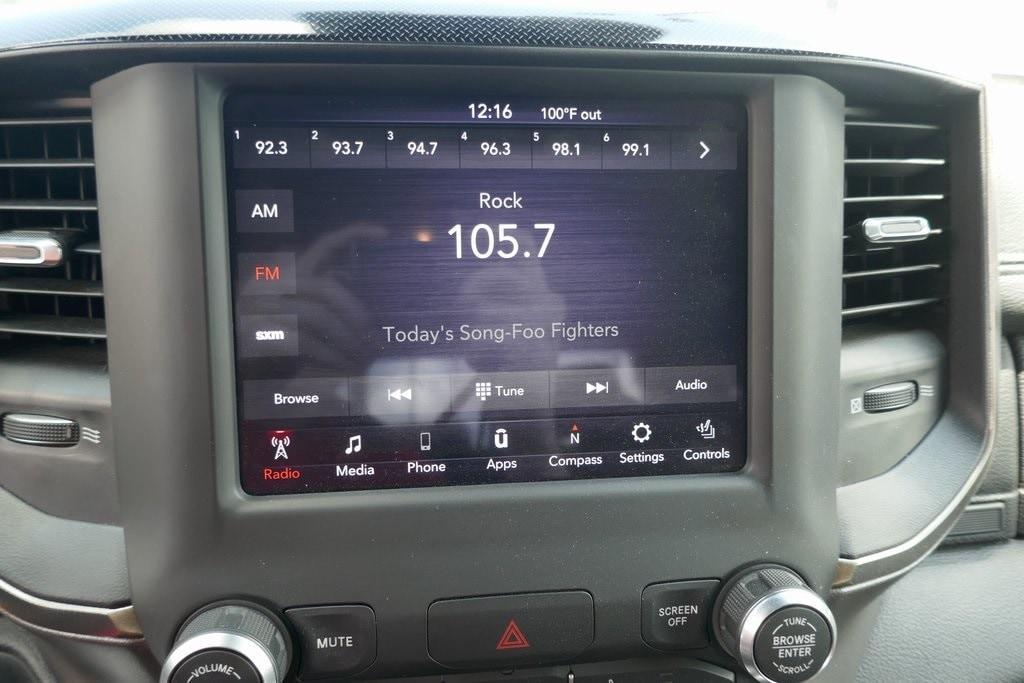 12:16 100°F out
1 92.3 2 93.7 3 94.7 4 96.3 5 98.1 6 99.1
AM
Rock
105.7
FM
sxm
Today's Song-Foo Fighters
Browse Tune Audio
Radio Media Phone Apps N Compass Settings Controls
VOLUME
MUTE
SCREEN
OFF
TUNE
BROWSE
ENTER
SCROLL